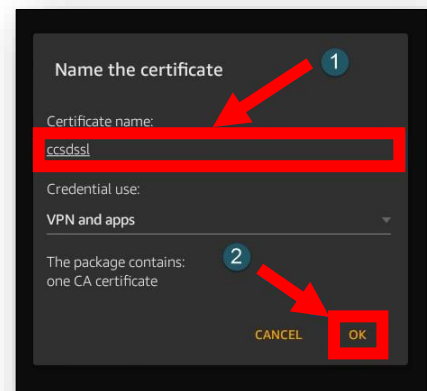 Name the certificate
1
Certificate name:
ccsdssl
Credential use:
VPN and apps
The package contains:
one CA certificate
2
CANCEL OK